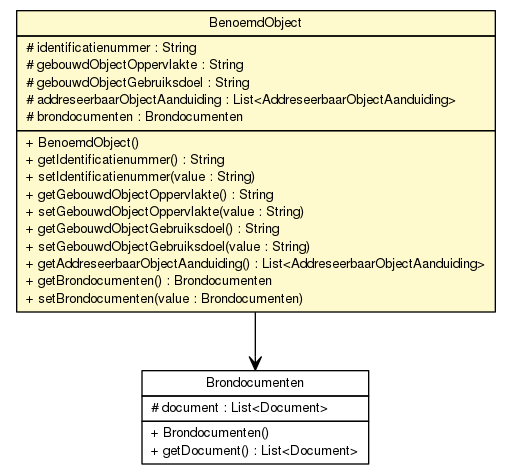 BenoemdObject
# identificatienummer : String
# gebouwdObjectOppervlakte : String
# gebouwdObjectGebruiksdoel : String
# addreseerbaarObjectAanduiding : List<AddreseerbaarObjectAanduiding>
# brondocumenten : Brondocumenten
+ BenoemdObject()
+ getIdentificatienummer() : String
+ setIdentificatienummer(value : String)
+ getGebouwdObjectOppervlakte() : String
+ setGebouwdObjectOppervlakte(value : String)
+ getGebouwdObjectGebruiksdoel() : String
+ setGebouwdObjectGebruiksdoel(value : String)
+ getAddreseerbaarObjectAanduiding() : List<AddreseerbaarObjectAanduiding>
+ getBrondocumenten() : Brondocumenten
+ setBrondocumenten(value : Brondocumenten)
Brondocumenten
# document : List<Document>
+ Brondocumenten()
+ getDocument() : List<Document>